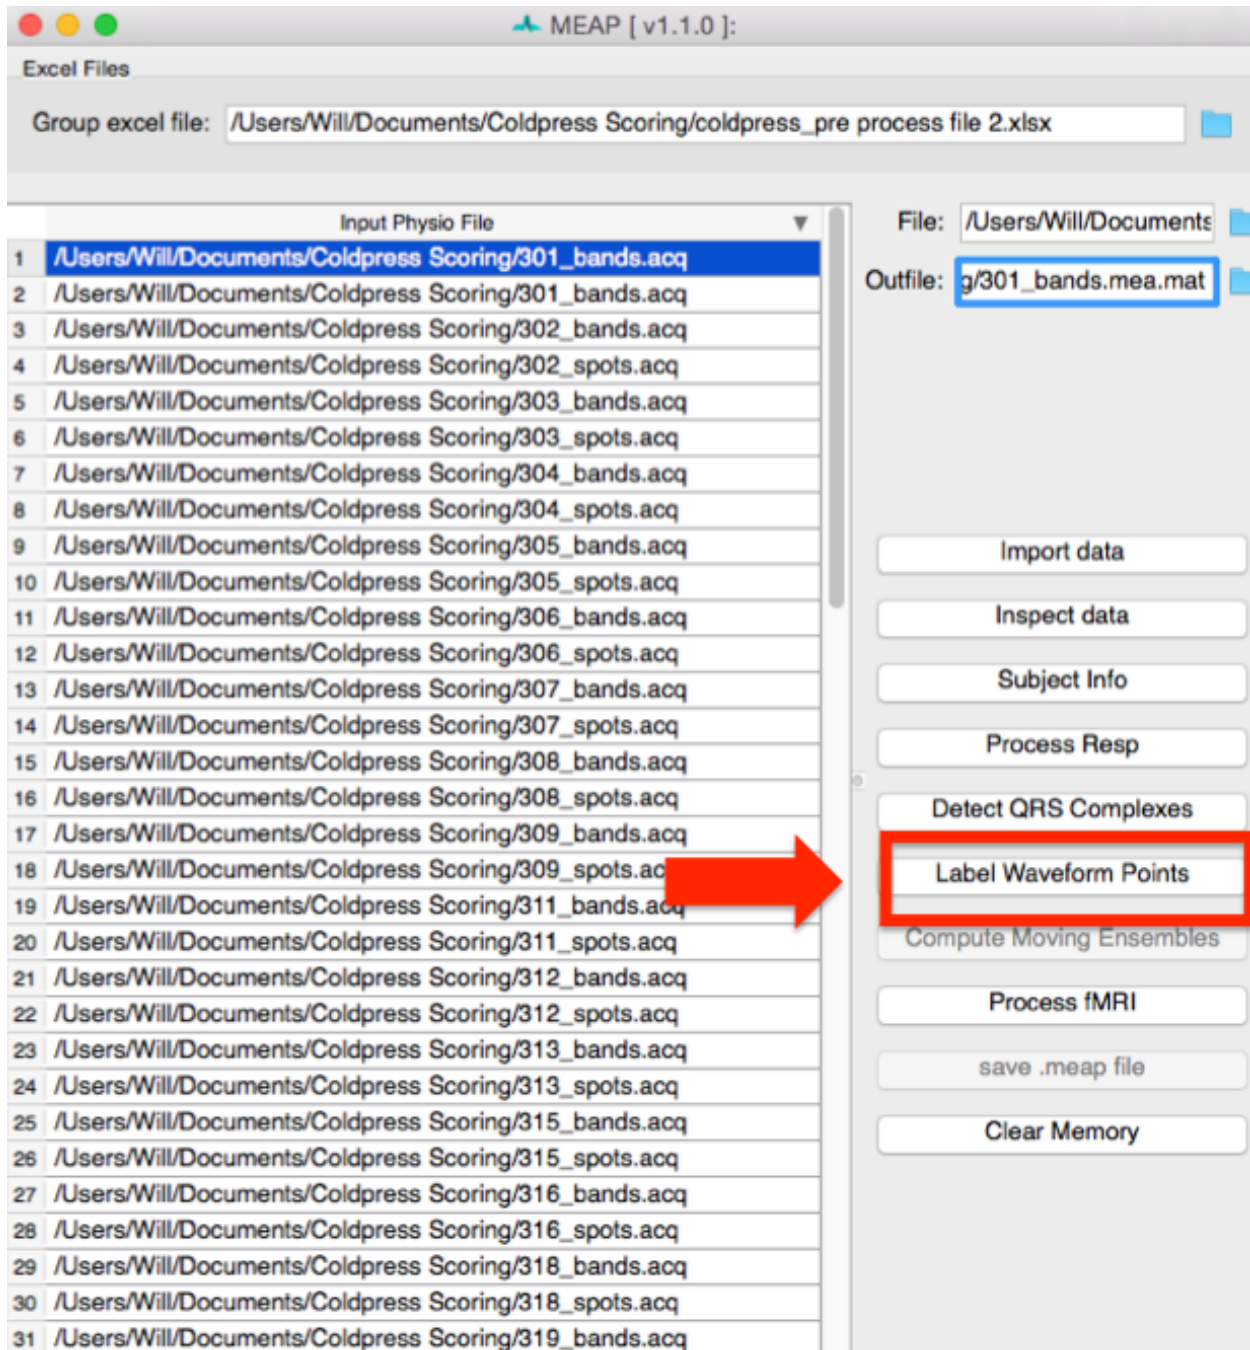 MEAP [ v1.1.0 ]:
Excel Files
Group excel file: /Users/Will/Documents/Coldpress Scoring/coldpress_pre process file 2.xlsx
Input Physio File
1 /Users/Will/Documents/Coldpress Scoring/301_bands.acq
2 /Users/Will/Documents/Coldpress Scoring/301_bands.acq
3 /Users/Will/Documents/Coldpress Scoring/302_bands.acq
4 /Users/Will/Documents/Coldpress Scoring/302_spots.acq
5 /Users/Will/Documents/Coldpress Scoring/303_bands.acq
6 /Users/Will/Documents/Coldpress Scoring/303_spots.acq
7 /Users/Will/Documents/Coldpress Scoring/304_bands.acq
8 /Users/Will/Documents/Coldpress Scoring/304_spots.acq
9 /Users/Will/Documents/Coldpress Scoring/305_bands.acq
10 /Users/Will/Documents/Coldpress Scoring/305_spots.acq
11 /Users/Will/Documents/Coldpress Scoring/306_bands.acq
12 /Users/Will/Documents/Coldpress Scoring/306_spots.acq
13 /Users/Will/Documents/Coldpress Scoring/307_bands.acq
14 /Users/Will/Documents/Coldpress Scoring/307_spots.acq
15 /Users/Will/Documents/Coldpress Scoring/308_bands.acq
16 /Users/Will/Documents/Coldpress Scoring/308_spots.acq
17 /Users/Will/Documents/Coldpress Scoring/309_bands.acq
18 /Users/Will/Documents/Coldpress Scoring/309_spots.ac
19 /Users/Will/Documents/Coldpress Scoring/311_bands.acq
20 /Users/Will/Documents/Coldpress Scoring/311_spots.acq
21 /Users/Will/Documents/Coldpress Scoring/312_bands.acq
22 /Users/Will/Documents/Coldpress Scoring/312_spots.acq
23 /Users/Will/Documents/Coldpress Scoring/313_bands.acq
24 /Users/Will/Documents/Coldpress Scoring/313_spots.acq
25 /Users/Will/Documents/Coldpress Scoring/315_bands.acq
26 /Users/Will/Documents/Coldpress Scoring/315_spots.acq
27 /Users/Will/Documents/Coldpress Scoring/316_bands.acq
28 /Users/Will/Documents/Coldpress Scoring/316_spots.acq
29 /Users/Will/Documents/Coldpress Scoring/318_bands.acq
30 /Users/Will/Documents/Coldpress Scoring/318_spots.acq
31 /Users/Will/Documents/Coldpress Scoring/319_bands.acq
File: /Users/Will/Documents
Outfile: g/301_bands.mea.mat
Import data
Inspect data
Subject Info
Process Resp
Detect QRS Complexes
Label Waveform Points
Compute Moving Ensembles
Process fMRI
save .meap file
Clear Memory